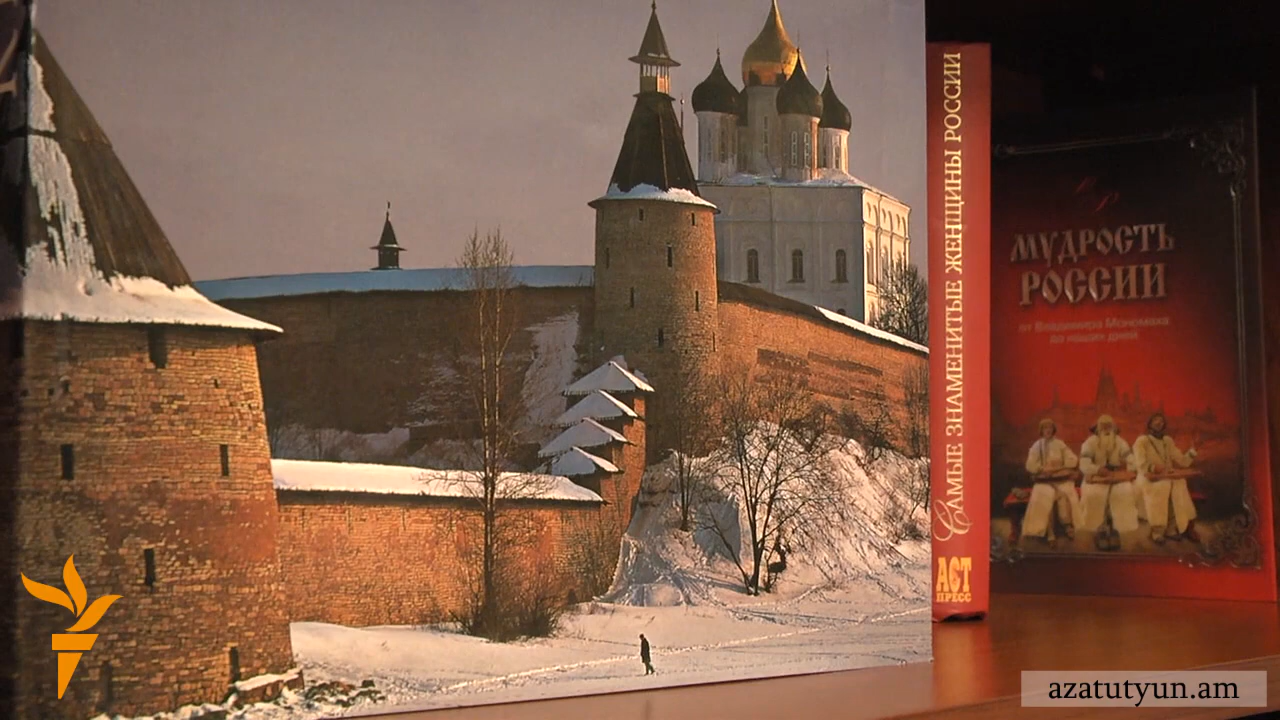 Самые знаменитые женщины России
АСТ
ПРЕСС
МУДРОСТЬ
РОССИИ
от Владимира Мономаха
до наших дней
azatutyun.am